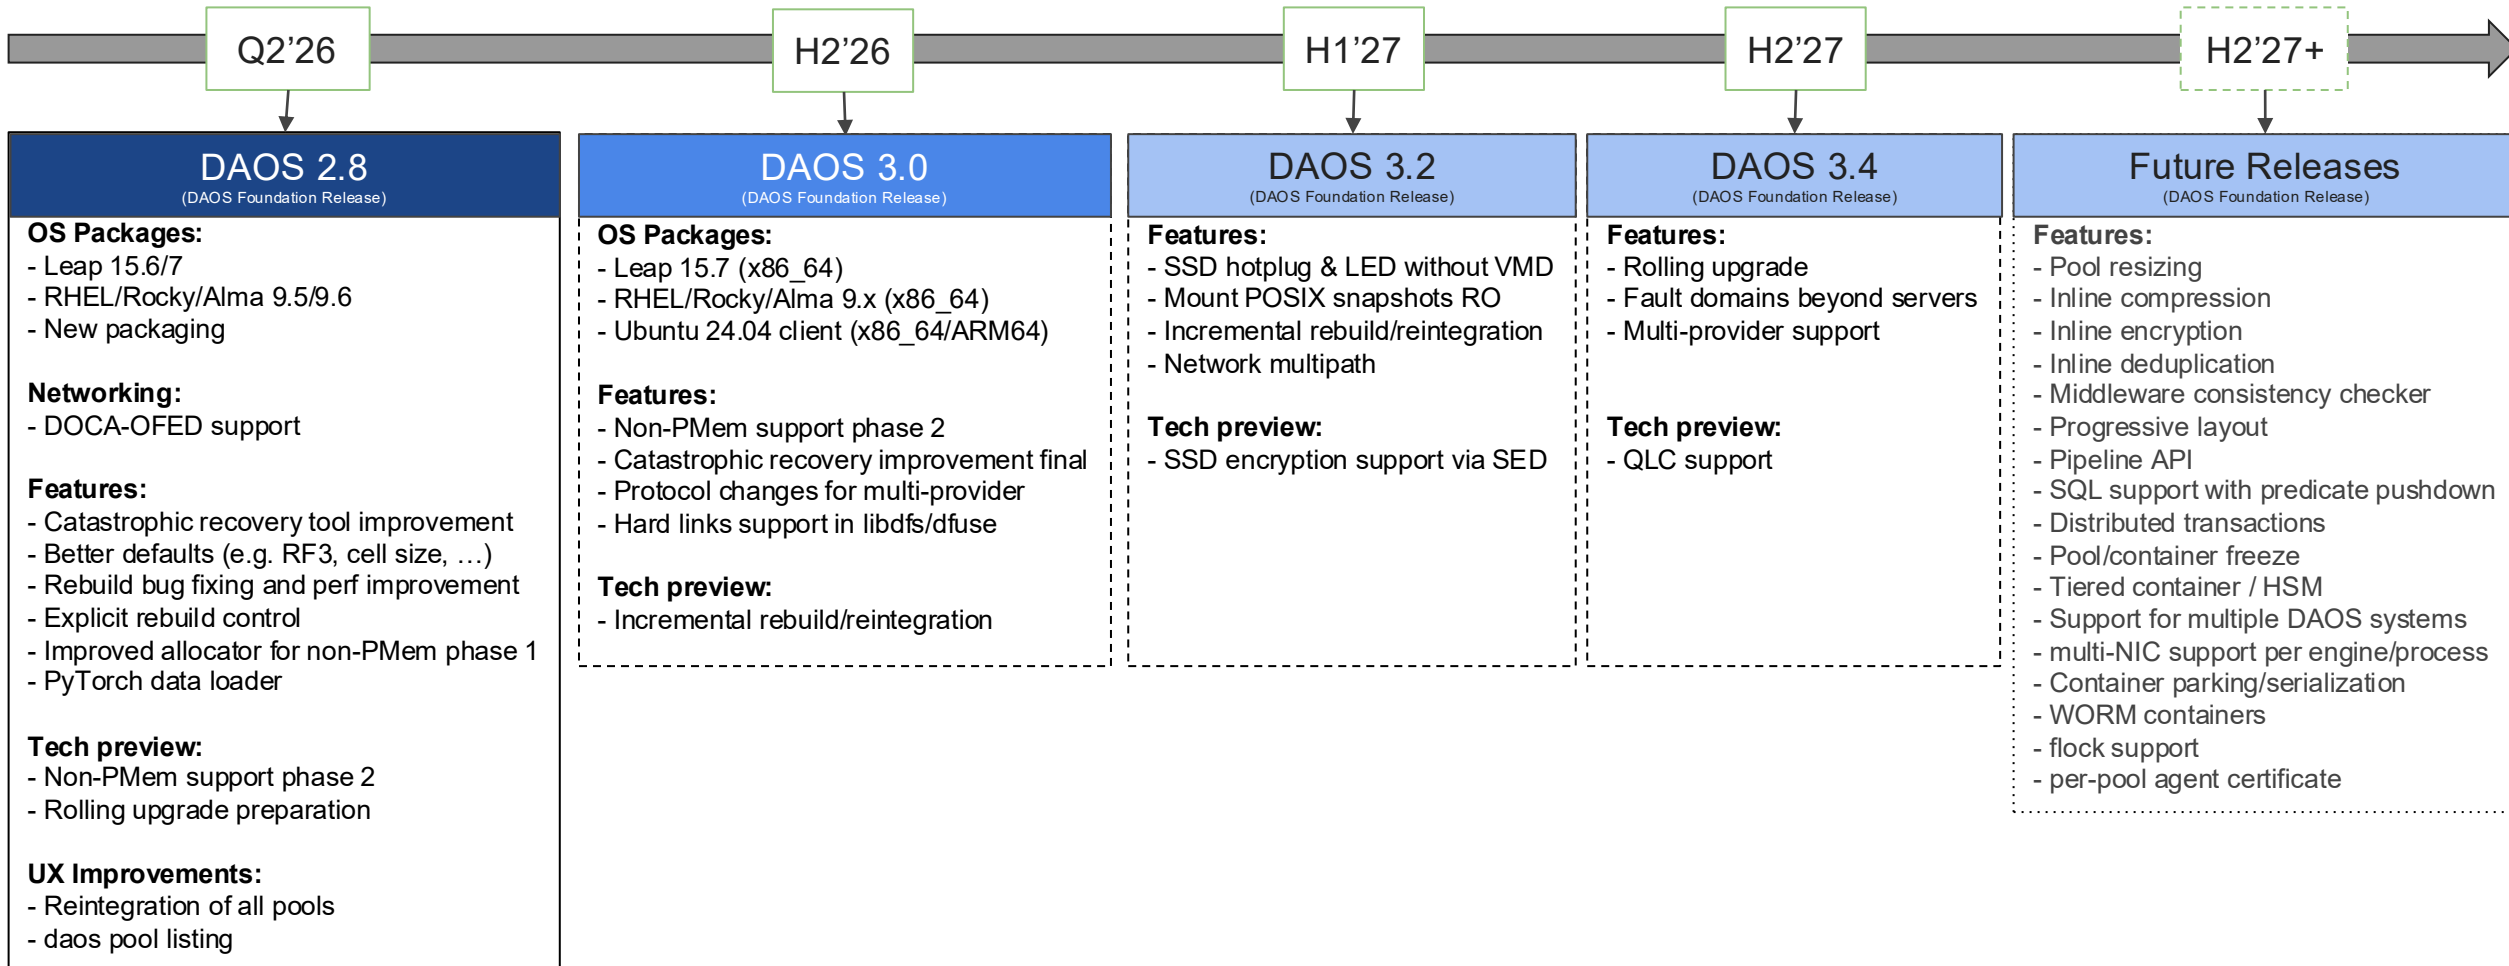 Q2’26
H2’26
H1’27
H2’27
H2’27+
DAOS 2.8
(DAOS Foundation Release)
OS Packages:
- Leap 15.6/7
- RHEL/Rocky/Alma 9.5/9.6
- New packaging
Networking:
- DOCA-OFED support
Features:
- Catastrophic recovery tool improvement
- Better defaults (e.g. RF3, cell size, …)
- Rebuild bug fixing and perf improvement
- Explicit rebuild control
- Improved allocator for non-PMem phase 1
- PyTorch data loader
Tech preview:
- Non-PMem support phase 2
- Rolling upgrade preparation
UX Improvements:
- Reintegration of all pools
- daos pool listing
DAOS 3.0
(DAOS Foundation Release)
OS Packages:
- Leap 15.7 (x86_64)
- RHEL/Rocky/Alma 9.x (x86_64)
- Ubuntu 24.04 client (x86_64/ARM64)
Features:
- Non-PMem support phase 2
- Catastrophic recovery improvement final
- Protocol changes for multi-provider
- Hard links support in libdfs/dfuse
Tech preview:
- Incremental rebuild/reintegration
DAOS 3.2
(DAOS Foundation Release)
Features:
- SSD hotplug & LED without VMD
- Mount POSIX snapshots RO
- Incremental rebuild/reintegration
- Network multipath
Tech preview:
- SSD encryption support via SED
DAOS 3.4
(DAOS Foundation Release)
Features:
- Rolling upgrade
- Fault domains beyond servers
- Multi-provider support
Tech preview:
- QLC support
Future Releases
(DAOS Foundation Release)
Features:
- Pool resizing
- Inline compression
- Inline encryption
- Inline deduplication
- Middleware consistency checker
- Progressive layout
- Pipeline API
- SQL support with predicate pushdown
- Distributed transactions
- Pool/container freeze
- Tiered container / HSM
- Support for multiple DAOS systems
- multi-NIC support per engine/process
- Container parking/serialization
- WORM containers
- flock support
- per-pool agent certificate